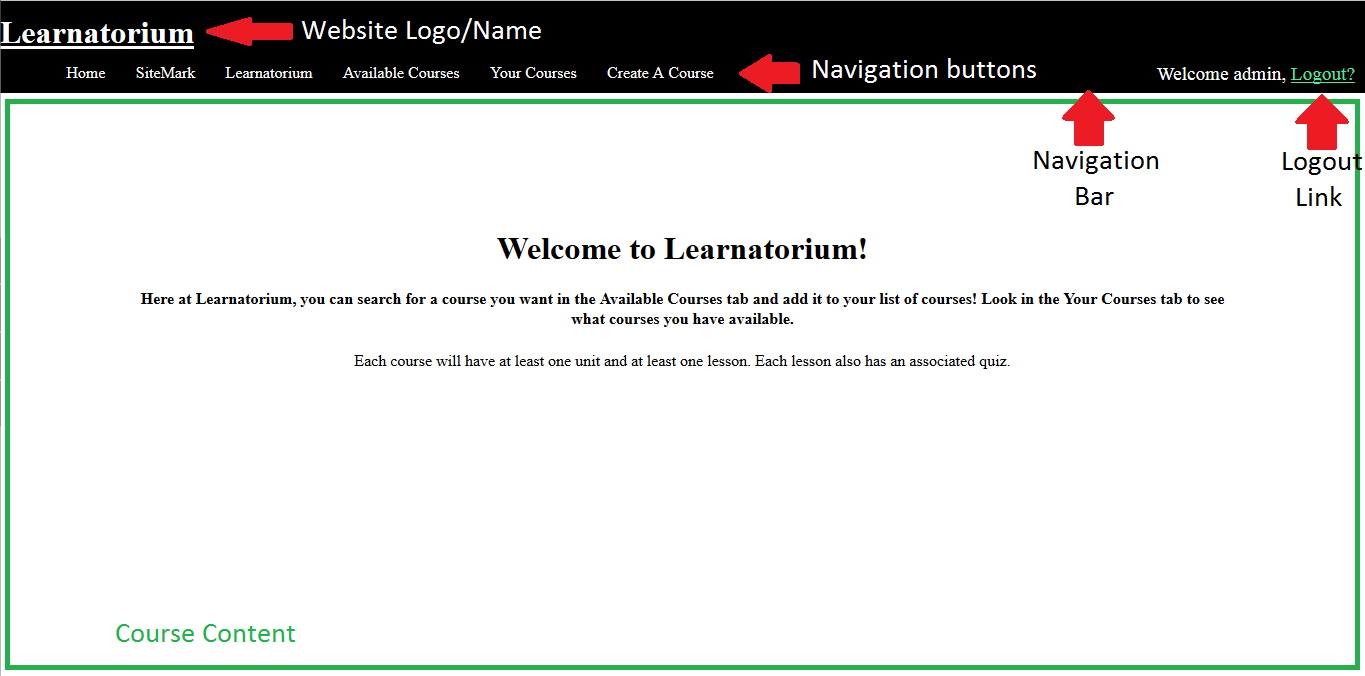 Learnatorium
Website Logo/Name
Home SiteMark Learnatorium Available Courses Your Courses Create A Course
Navigation buttons
Welcome admin, Logout?
Navigation
Bar
Logout
Link
Welcome to Learnatorium!
Here at Learnatorium, you can search for a course you want in the Available Courses tab and add it to your list of courses! Look in the Your Courses tab to see
what courses you have available.
Each course will have at least one unit and at least one lesson. Each lesson also has an associated quiz.
Course Content